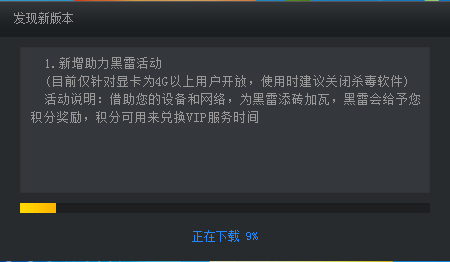 发现新版本
1.新增助力黑雷活动
(目前仅针对显卡为4G以上用户开放，使用时建议关闭杀毒软件)
活动说明：借助您的设备和网络，为黑雷添砖加瓦，黑雷会给予您
积分奖励，积分可用来兑换VIP服务时间
正在下载 9%